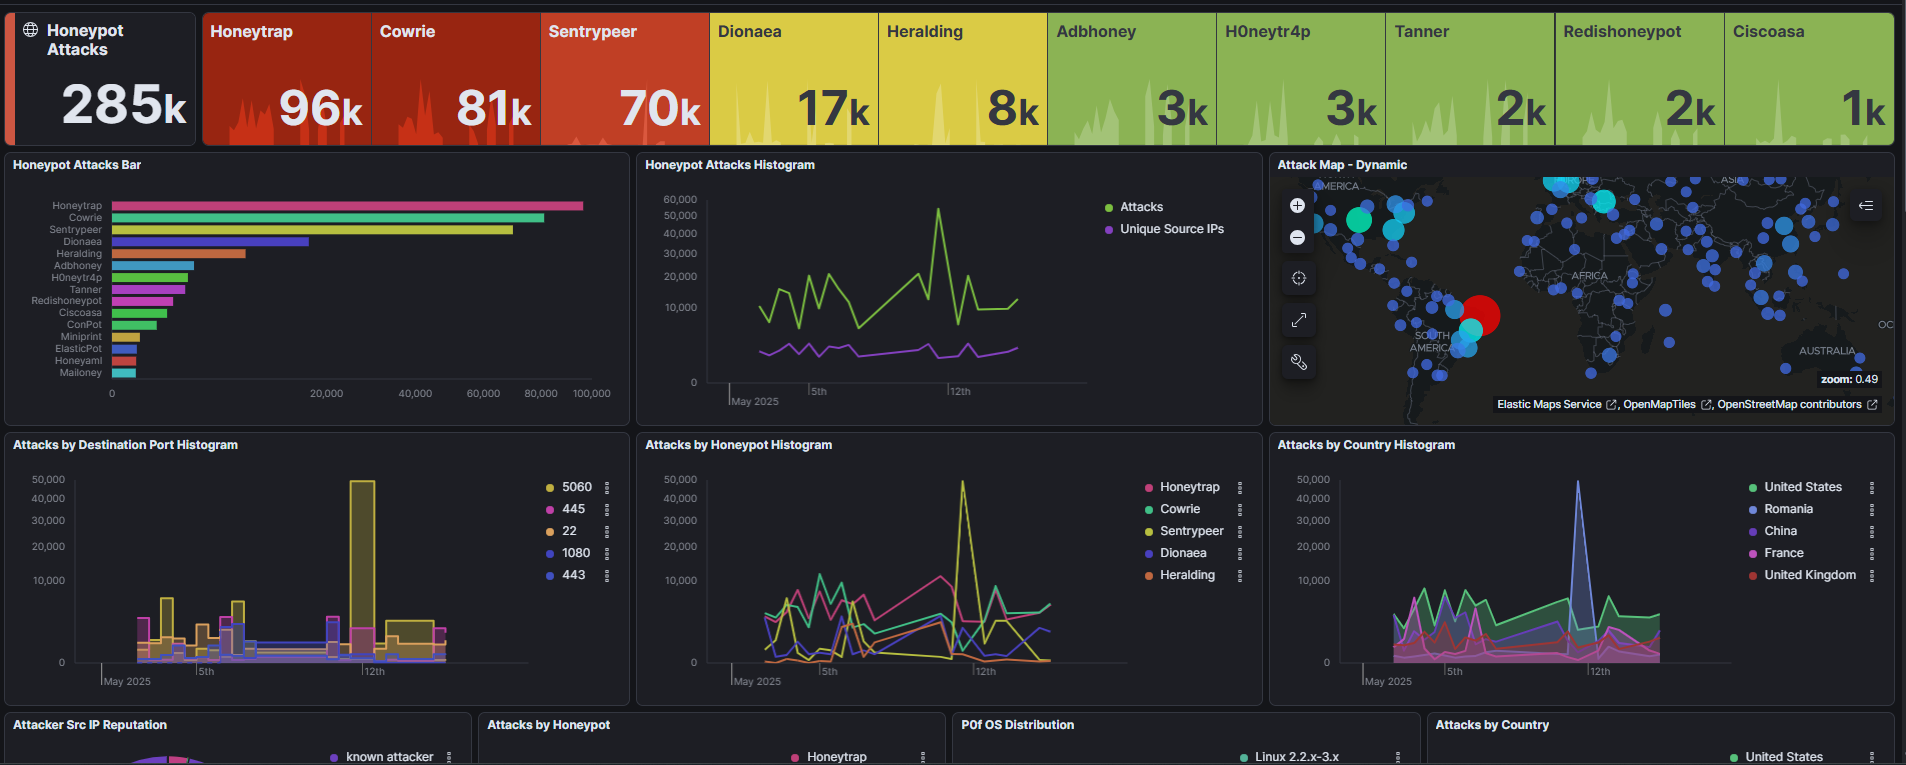 Honeypot
Attacks
285k
Honeytrap
96k
Cowrie
81k
Sentrypeer
70k
Dionaea
17k
Heralding
8k
Adbhoney
3k
H0neytr4p
3k
Tanner
2k
Redishoneypot
2k
Ciscoasa
1k
Honeypot Attacks Bar
Honeytrap
Cowrie
Sentrypeer
Dionaea
Heralding
Adbhoney
H0neytr4p
Tanner
Redishoneypot
Ciscoasa
ConPot
Miniprint
ElasticPot
Honeyaml
Mailoney
0 20,000 40,000 60,000 80,000 100,000
Honeypot Attacks Histogram
60,000
50,000
40,000
30,000
20,000
10,000
0
5th 12th
May 2025
Attacks
Unique Source IPs
Attack Map - Dynamic
AMERICA
ASIA
AFRICA
SOUTH
AMERICA
AUSTRALIA
OC
zoom: 0.49
Elastic Maps Service , OpenMapTiles , OpenStreetMap contributors
Attacks by Destination Port Histogram
50,000
40,000
30,000
20,000
10,000
0
5th 12th
May 2025
5060
445
22
1080
443
Attacks by Honeypot Histogram
50,000
40,000
30,000
20,000
10,000
0
5th 12th
May 2025
Honeytrap
Cowrie
Sentrypeer
Dionaea
Heralding
Attacks by Country Histogram
50,000
40,000
30,000
20,000
10,000
0
5th 12th
May 2025
United States
Romania
China
France
United Kingdom
Attacker Src IP Reputation
known attacker
Attacks by Honeypot
Honeytrap
P0f OS Distribution
Linux 2.2.x-3.x
Attacks by Country
United States